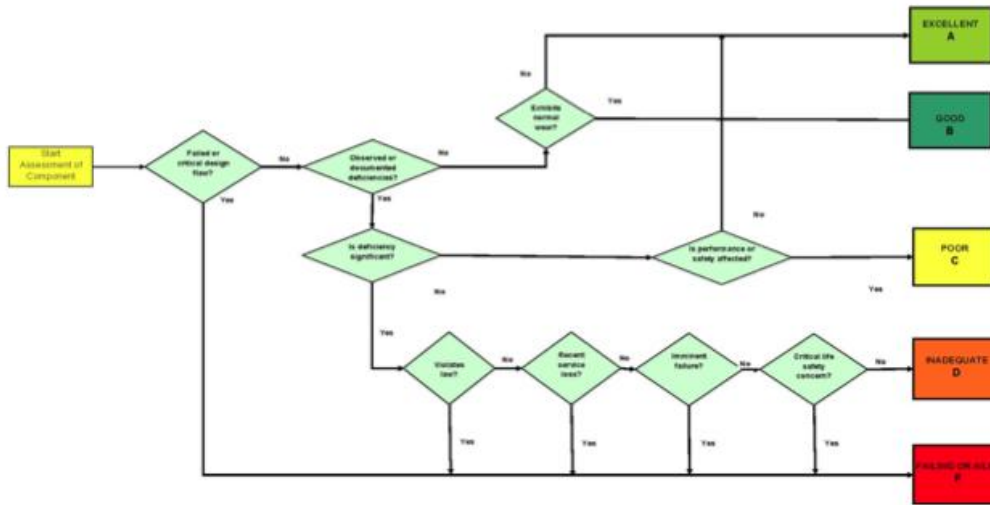 EXCELLENT
A
No
Exhibits
normal
wear?
Yes
GOOD
B
Start
Assessment of
Component
Failed or
critical design
flaw?
No
Observed or
documented
deficiencies?
No
Yes
Yes
No
Is deficiency
significant?
Is performance or
safety affected?
POOR
C
No
Yes
Yes
Violates
law?
No
Recent
service
loss?
No
Imminent
failure?
No
Critical life
safety
concern?
No
INADEQUATE
D
Yes
Yes
Yes
Yes
FAILING OR
F